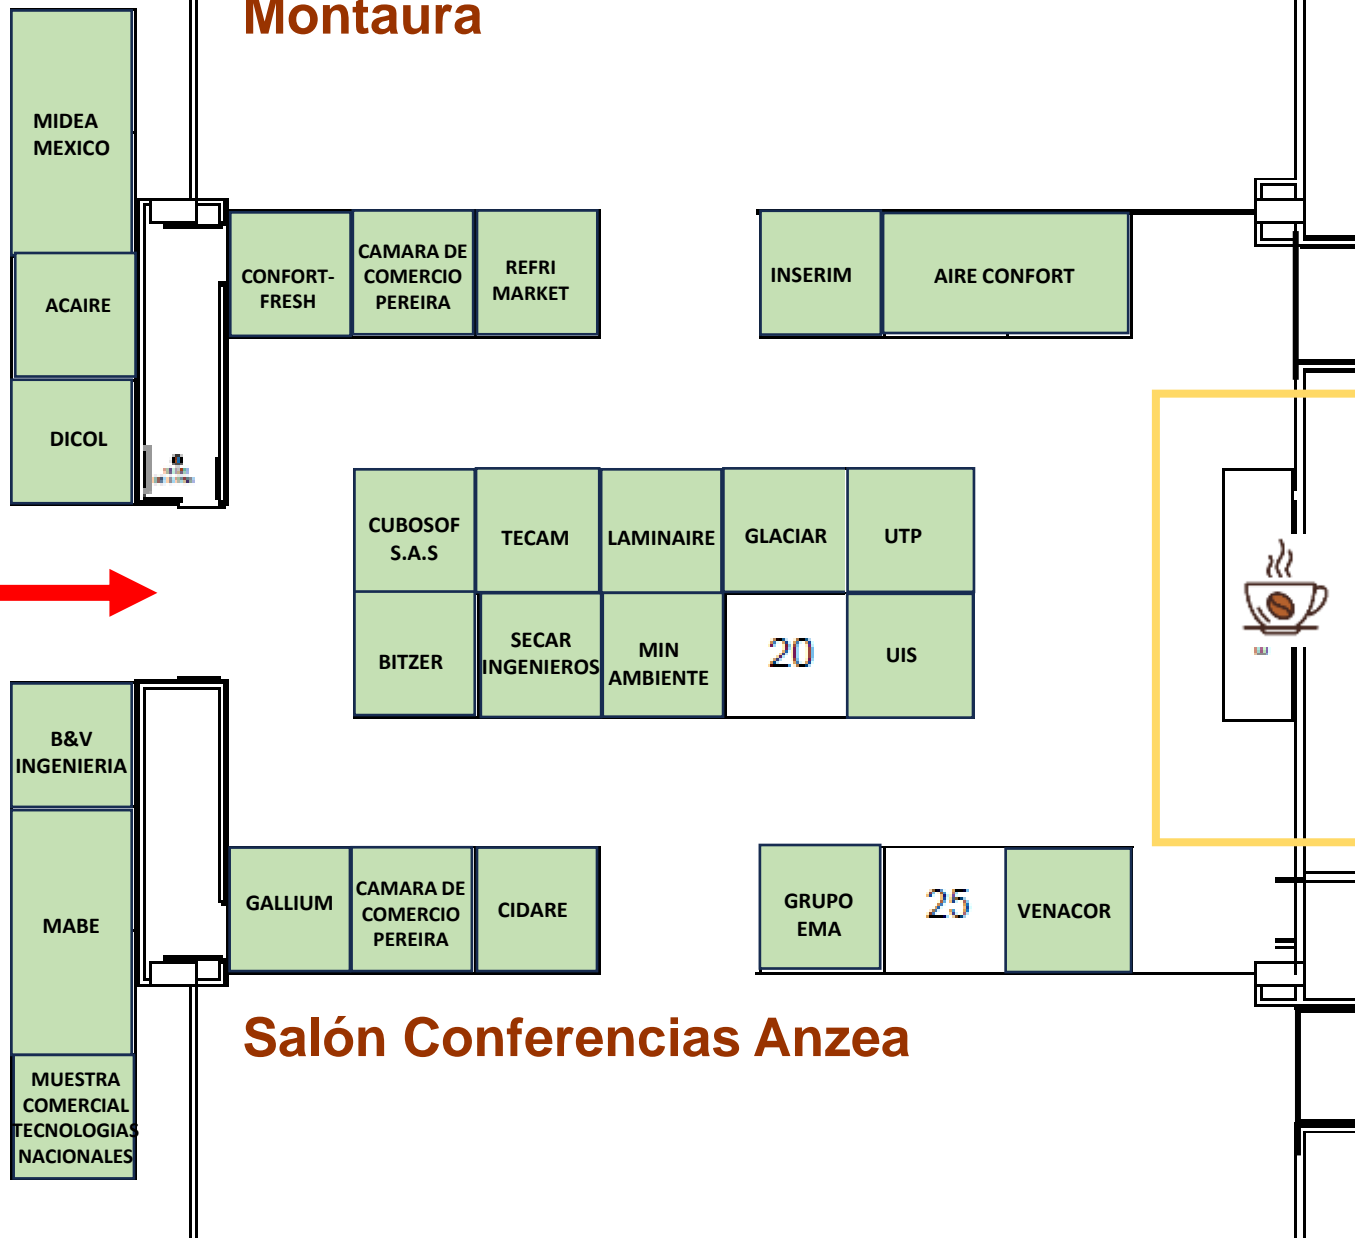 Montaura
MIDEA
MEXICO
ACAIRE
DICOL
CONFORT-
FRESH
CAMARA DE
COMERCIO
PEREIRA
REFRI
MARKET
INSERIM
AIRE CONFORT
CUBOSOF
S.A.S
TECAM
LAMINAIRE
GLACIAR
UTP
BITZER
SECAR
INGENIEROS
MIN
AMBIENTE
20
UIS
B&V
INGENIERIA
MABE
MUESTRA
COMERCIAL
TECNOLOGIAS
NACIONALES
GALLIUM
CAMARA DE
COMERCIO
PEREIRA
CIDARE
GRUPO
EMA
25
VENACOR
Salón Conferencias Anzea